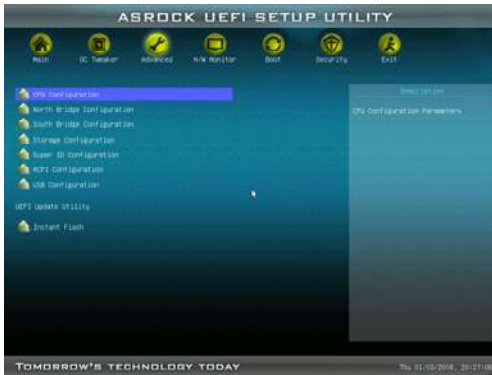 ASROCK UEFI SETUP UTILITY
Main OC Tweaker Advanced H/W Monitor Boot Security Exit
CPU Configuration
North Bridge Configuration
South Bridge Configuration
Storage Configuration
Super IO Configuration
ACPI Configuration
USB Configuration
UEFI Update Utility
Instant Flash
Description
CPU Configuration Parameters
TOMORROW'S TECHNOLOGY TODAY
Thu